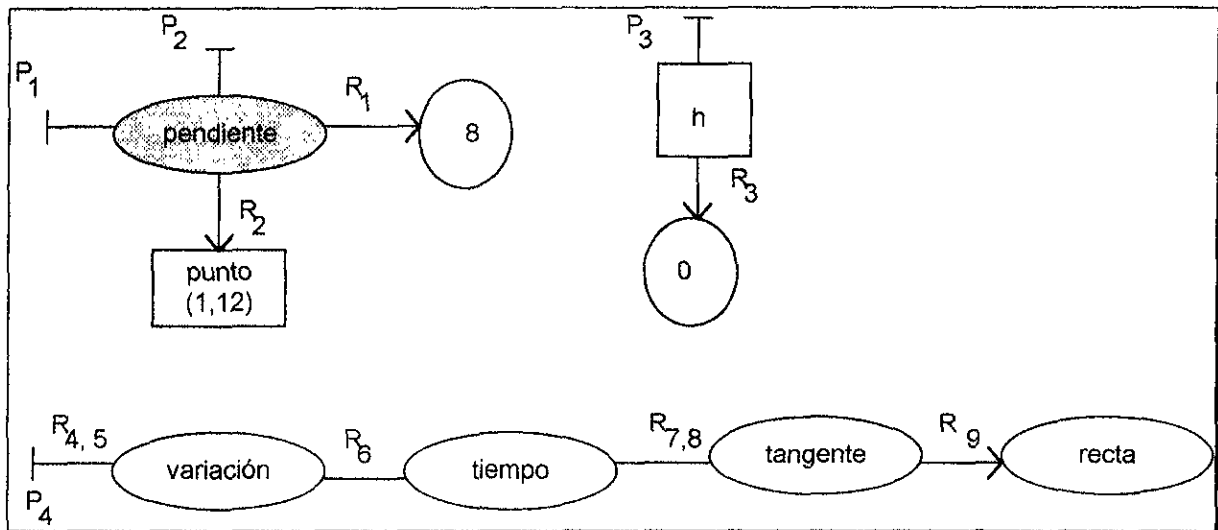 P2
P3
P1
R1
pendiente
8
h
R2
R3
punto
(1,12)
0
R4, 5
R6
R7,8
R 9
variación
tiempo
tangente
recta
P4